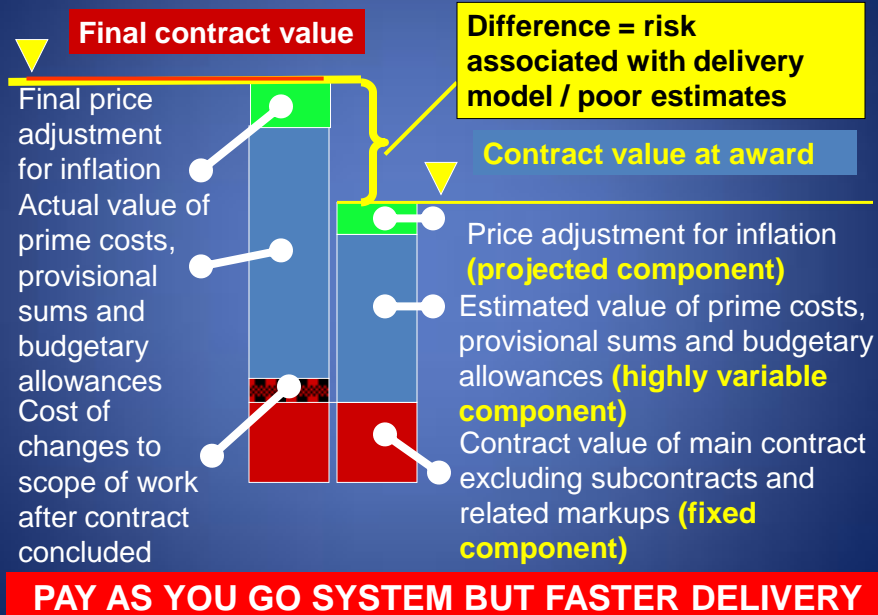 Final contract value
Difference = risk
associated with delivery
model / poor estimates
Final price
adjustment
for inflation
Actual value of
prime costs,
provisional
sums and
budgetary
allowances
Cost of
changes to
scope of work
after contract
concluded
Contract value at award
Price adjustment for inflation
(projected component)
Estimated value of prime costs,
provisional sums and budgetary
allowances (highly variable
component)
Contract value of main contract
excluding subcontracts and
related markups (fixed
component)
PAY AS YOU GO SYSTEM BUT FASTER DELIVERY